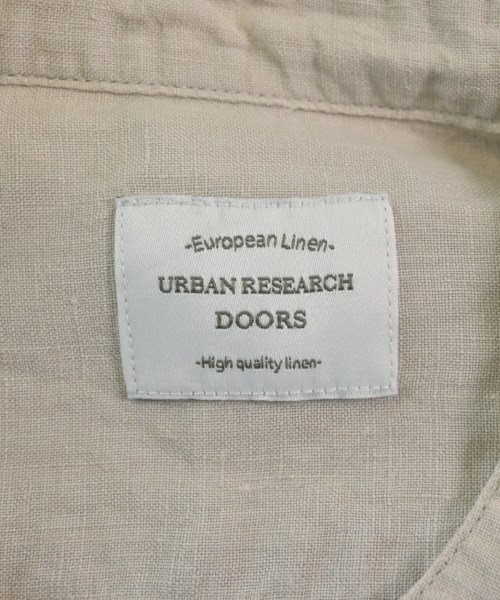 -European Linen-
URBAN RESEARCH
DOORS
-High quality linen-